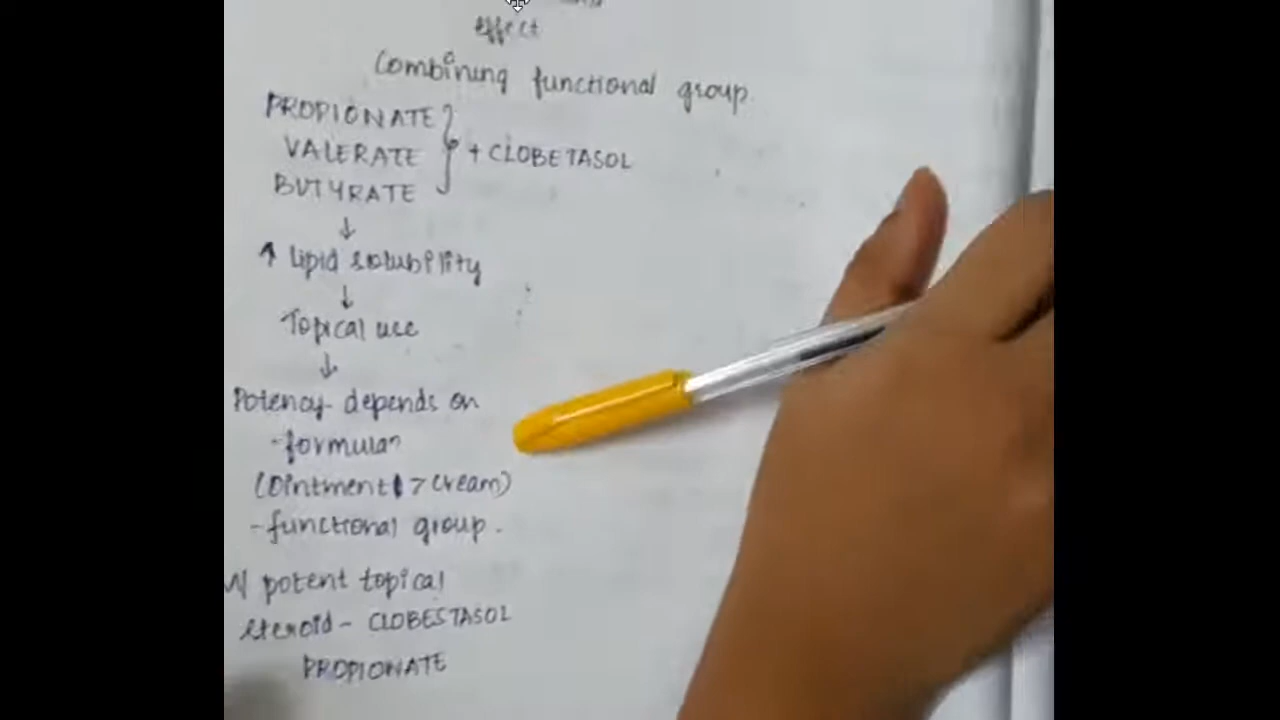 effect
Combining functional group
PROPIONATE
VALERATE
BUTYRATE
+ CLOBETASOL
↓
↑ Lipid solubility
↓
Topical use
↓
Potency depends on
-formulan
(Ointment > cream)
-functional group.
potent topical
steroid - CLOBESTASOL
PROPIONATE